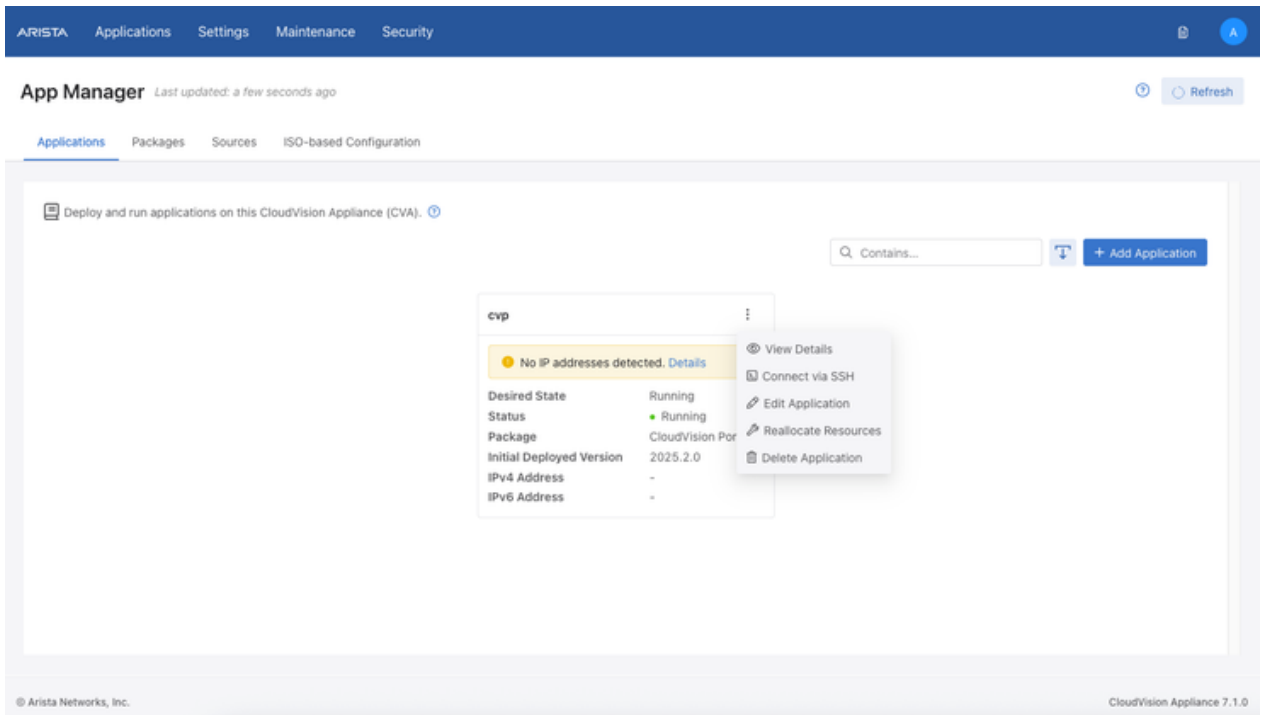 ARISTA Applications Settings Maintenance Security A
App Manager Last updated: a few seconds ago Refresh
Applications Packages Sources ISO-based Configuration
Deploy and run applications on this CloudVision Appliance (CVA).
Contains... + Add Application
cvp
No IP addresses detected. Details
Desired State Running
Status Running
Package CloudVision Por
Initial Deployed Version 2025.2.0
IPv4 Address -
IPv6 Address -
View Details
Connect via SSH
Edit Application
Reallocate Resources
Delete Application
© Arista Networks, Inc. CloudVision Appliance 7.1.0